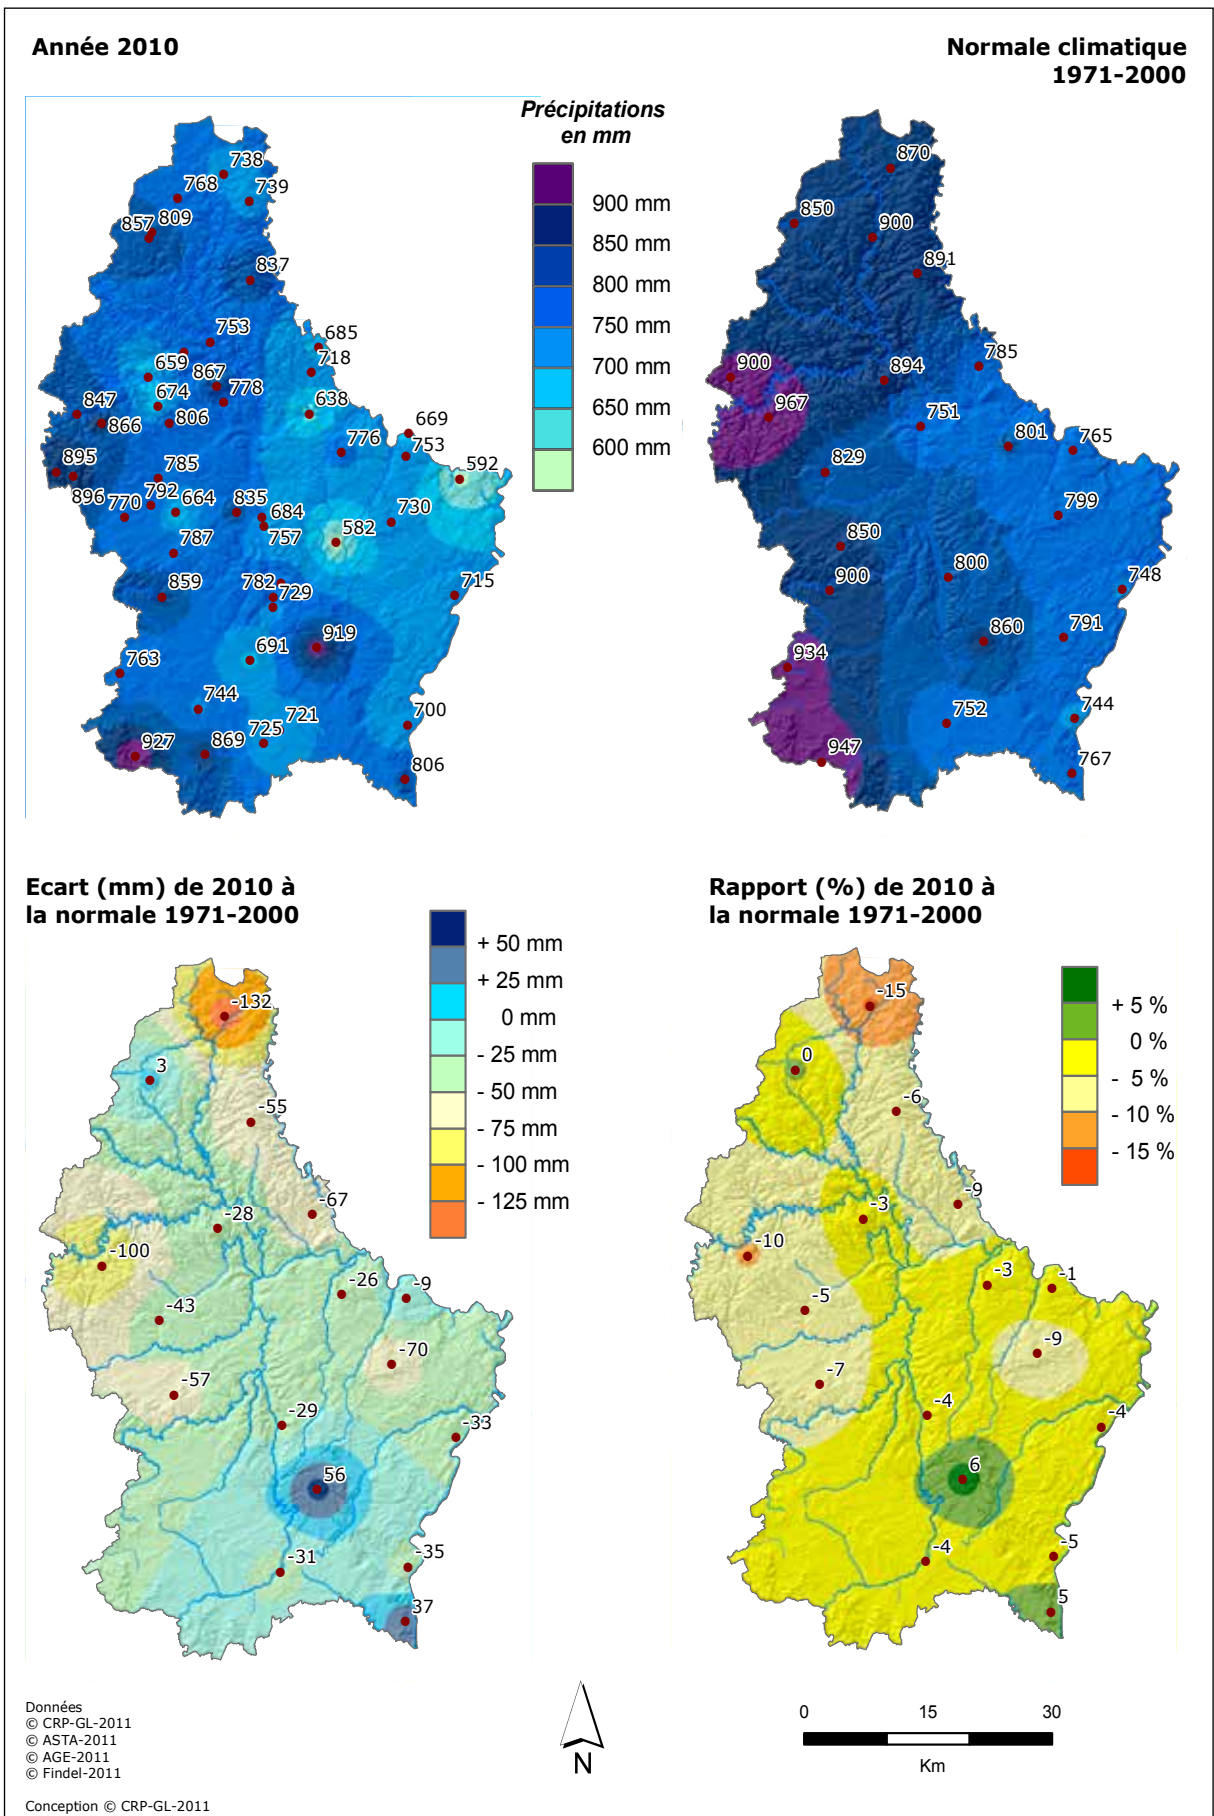 Année 2010
Normale climatique
1971-2000
Précipitations
en mm
900 mm
850 mm
800 mm
750 mm
700 mm
650 mm
600 mm
738
768
739
809
857
837
753
685
659
867
718
778
674
847
638
866
806
669
776
753
895
592
785
896
792
770
664
835
684
730
757
582
787
782
859
729
715
919
691
763
744
721
700
725
927
869
806
870
850
900
891
785
900
894
967
751
801
765
829
799
850
800
900
748
860
791
934
752
744
947
767
Ecart (mm) de 2010 à
la normale 1971-2000
+ 50 mm
+ 25 mm
0 mm
- 25 mm
- 50 mm
- 75 mm
- 100 mm
- 125 mm
-132
3
-55
-67
-28
-100
-26
-9
-43
-70
-57
-29
-33
56
-31
-35
37
Rapport (%) de 2010 à
la normale 1971-2000
+ 5 %
0 %
- 5 %
- 10 %
- 15 %
-15
0
-6
-9
-3
-10
-3
-1
-5
-9
-7
-4
-4
6
-4
-5
5
Données
© CRP-GL-2011
© ASTA-2011
© AGE-2011
© Findel-2011
Conception © CRP-GL-2011
N
0 15 30
Km